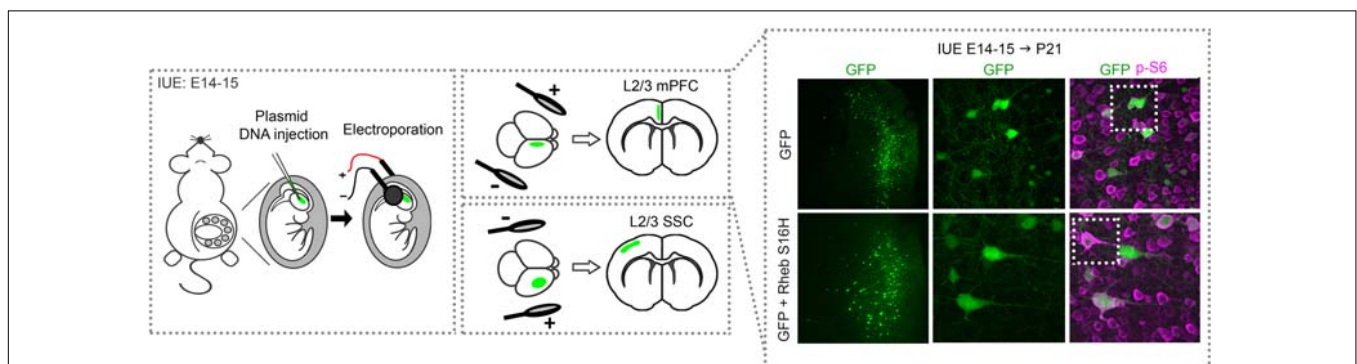 IUE: E14-15
Plasmid
DNA injection
Electroporation
+
-
+
L2/3 mPFC
-
-
L2/3 SSC
+
IUE E14-15 → P21
GFP
GFP
GFP p-S6
GFP
GFP + Rheb S16H